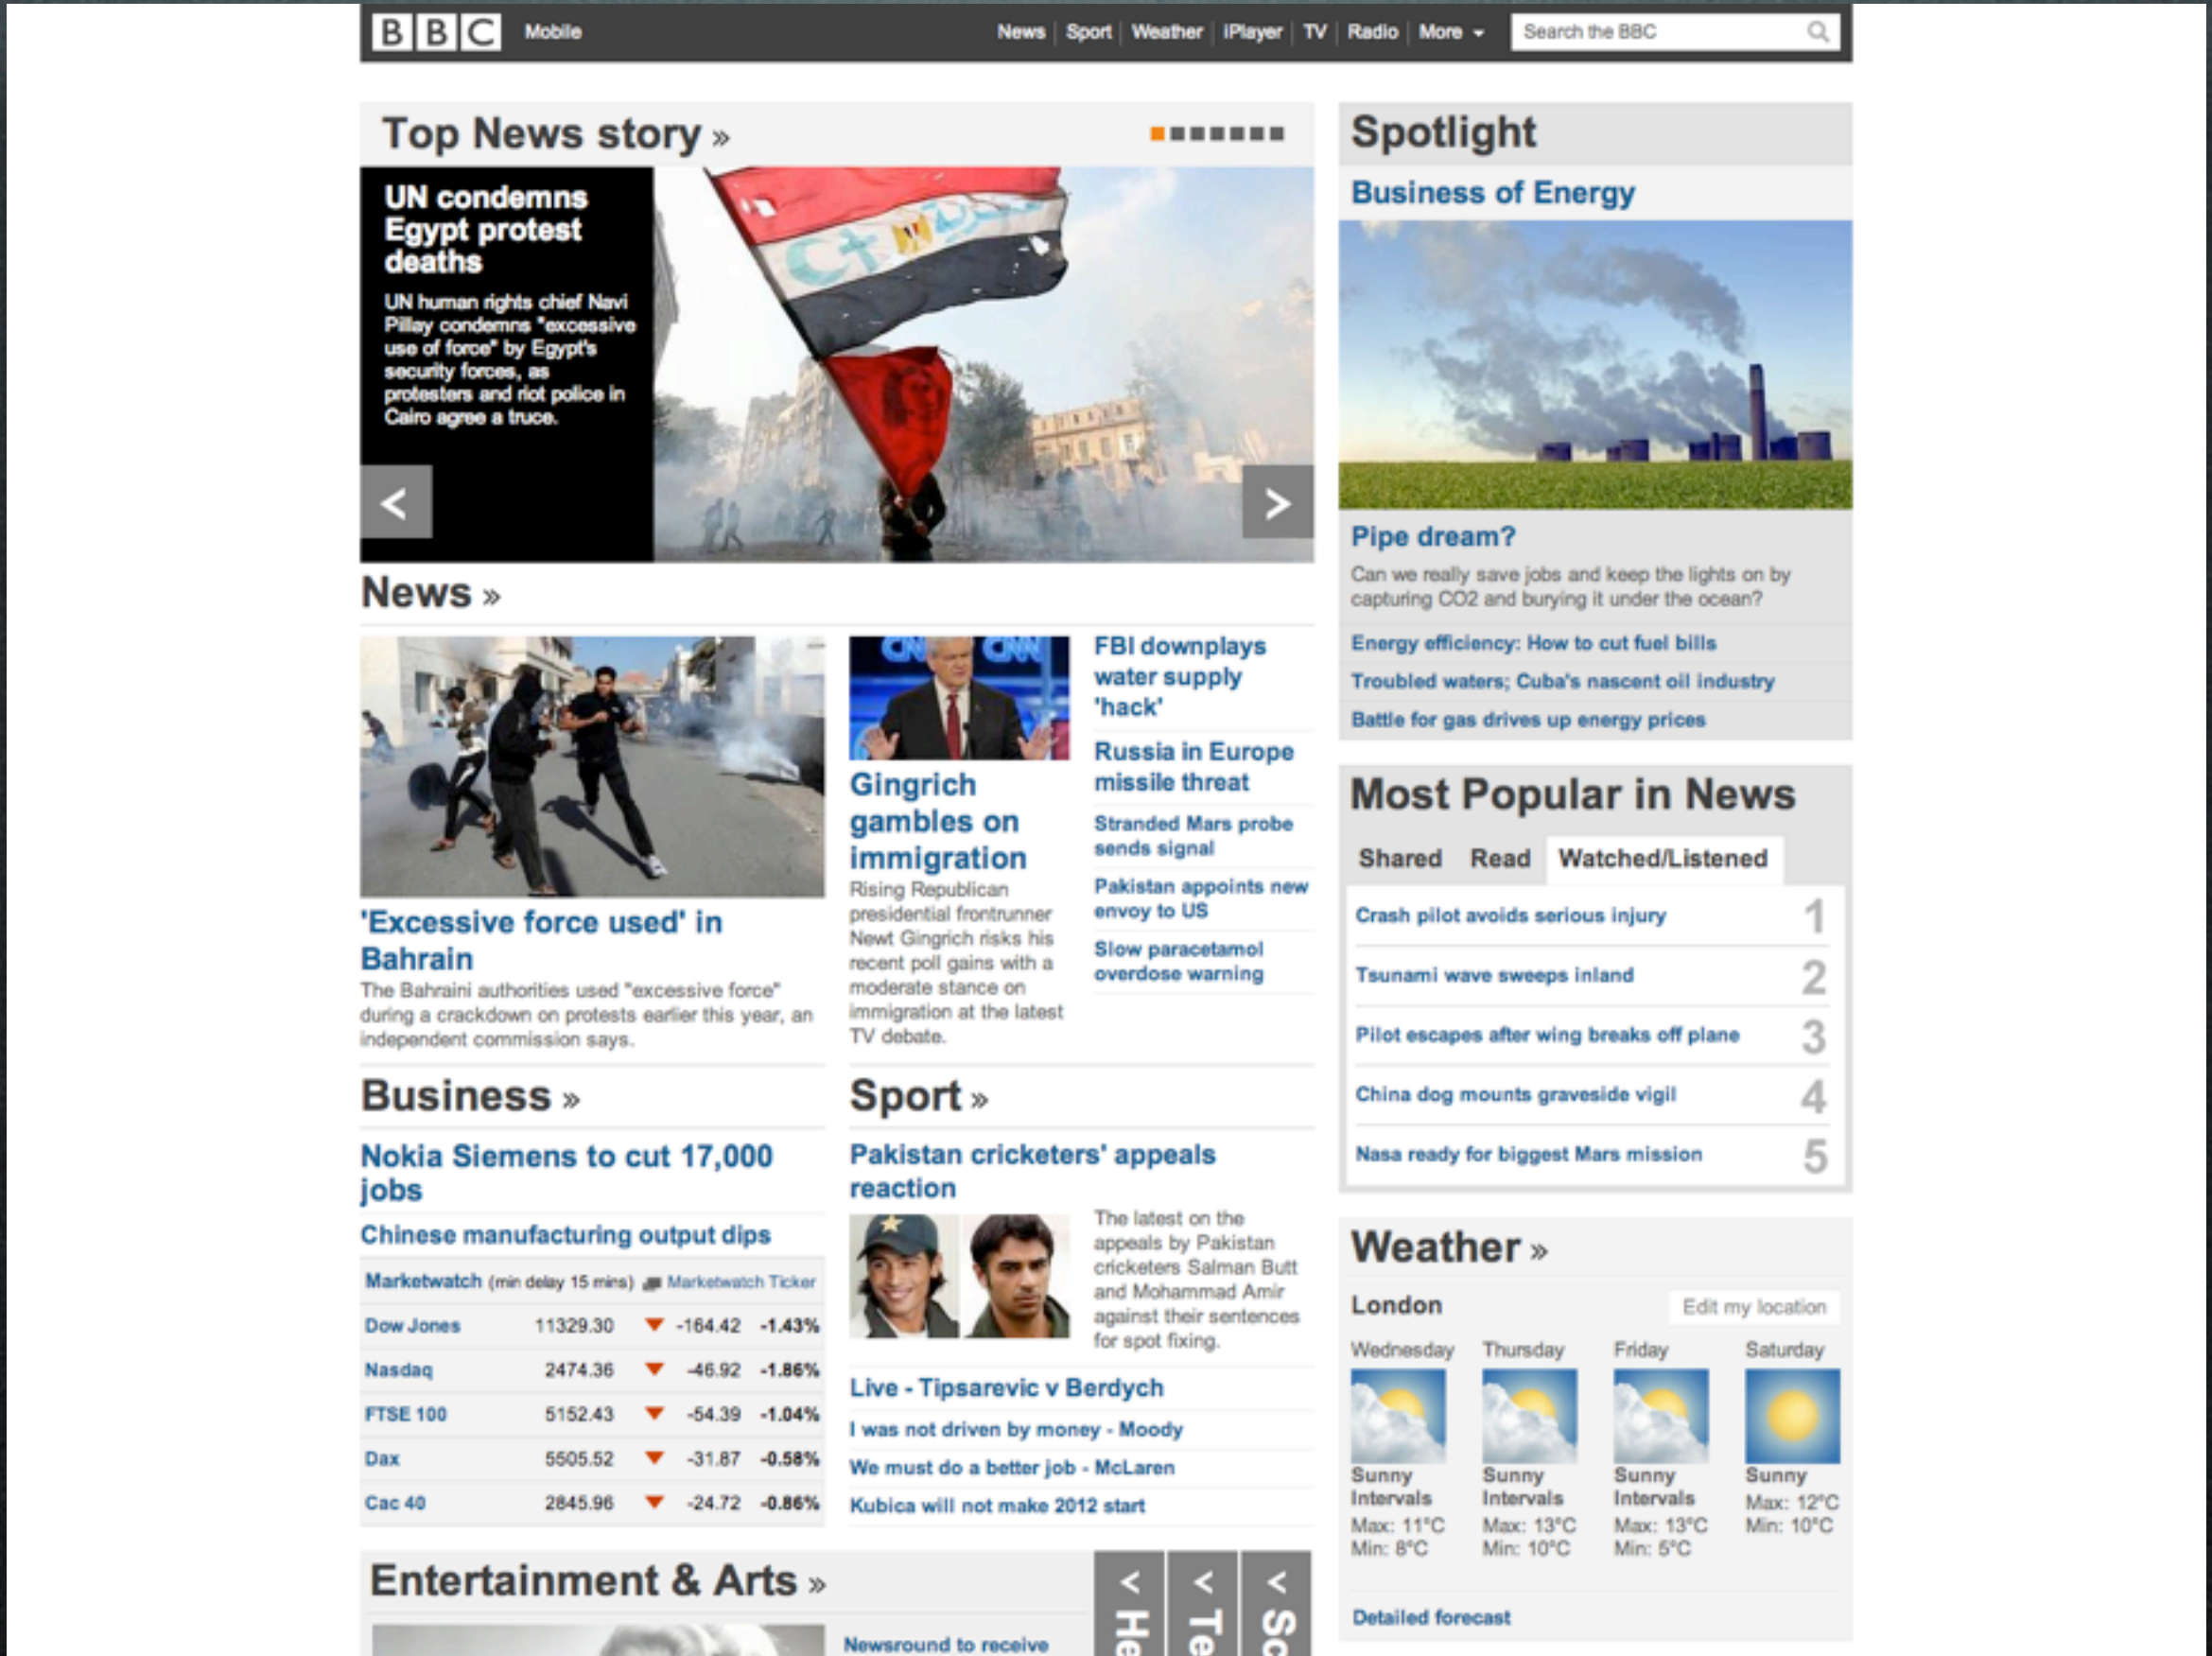 BBC Mobile News Sport Weather iPlayer TV Radio More Search the BBC
Top News story »
UN condemns
Egypt protest
deaths
UN human rights chief Navi
Pillay condemns "excessive
use of force" by Egypt's
security forces, as
protesters and riot police in
Cairo agree a truce.
<
>
News »
CNN CNN
'Excessive force used' in
Bahrain
The Bahraini authorities used "excessive force"
during a crackdown on protests earlier this year, an
independent commission says.
Gingrich
gambles on
immigration
Rising Republican
presidential frontrunner
Newt Gingrich risks his
recent poll gains with a
moderate stance on
immigration at the latest
TV debate.
FBI downplays
water supply
'hack'
Russia in Europe
missile threat
Stranded Mars probe
sends signal
Pakistan appoints new
envoy to US
Slow paracetamol
overdose warning
Business »
Nokia Siemens to cut 17,000
jobs
Chinese manufacturing output dips
Marketwatch (min delay 15 mins) Marketwatch Ticker
Dow Jones 11329.30 -164.42 -1.43%
Nasdaq 2474.36 -46.92 -1.86%
FTSE 100 5152.43 -54.39 -1.04%
Dax 5505.52 -31.87 -0.58%
Cac 40 2845.96 -24.72 -0.86%
Sport »
Pakistan cricketers' appeals
reaction
The latest on the
appeals by Pakistan
cricketers Salman Butt
and Mohammad Amir
against their sentences
for spot fixing.
Live - Tipsarevic v Berdych
I was not driven by money - Moody
We must do a better job - McLaren
Kubica will not make 2012 start
Entertainment & Arts »
Newsround to receive
< He
< Te
< Sc
Spotlight
Business of Energy
Pipe dream?
Can we really save jobs and keep the lights on by
capturing CO2 and burying it under the ocean?
Energy efficiency: How to cut fuel bills
Troubled waters; Cuba's nascent oil industry
Battle for gas drives up energy prices
Most Popular in News
Shared Read Watched/Listened
Crash pilot avoids serious injury 1
Tsunami wave sweeps inland 2
Pilot escapes after wing breaks off plane 3
China dog mounts graveside vigil 4
Nasa ready for biggest Mars mission 5
Weather »
London Edit my location
Wednesday Thursday Friday Saturday
Sunny Sunny Sunny Sunny
Intervals Intervals Intervals Max: 12°C
Max: 11°C Max: 13°C Max: 13°C Min: 10°C
Min: 8°C Min: 10°C Min: 5°C
Detailed forecast